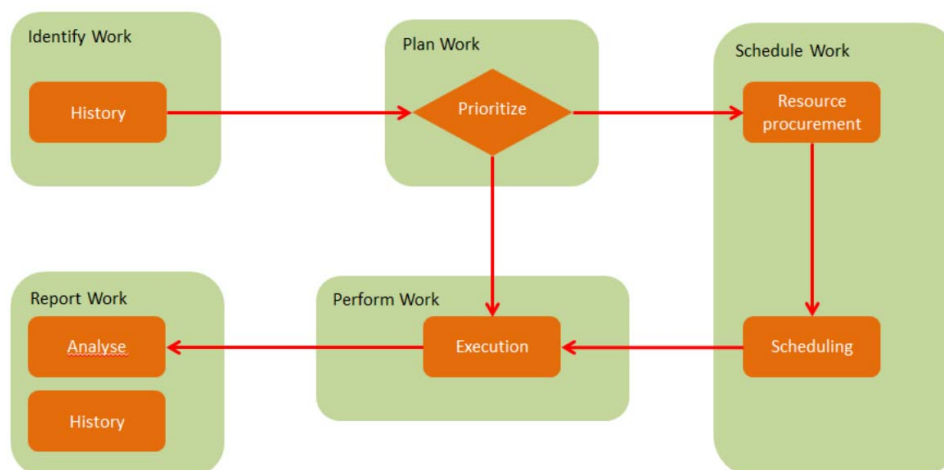 Identify Work
History
Plan Work
Prioritize
Schedule Work
Resource
procurement
Report Work
Analyse
History
Perform Work
Execution
Scheduling